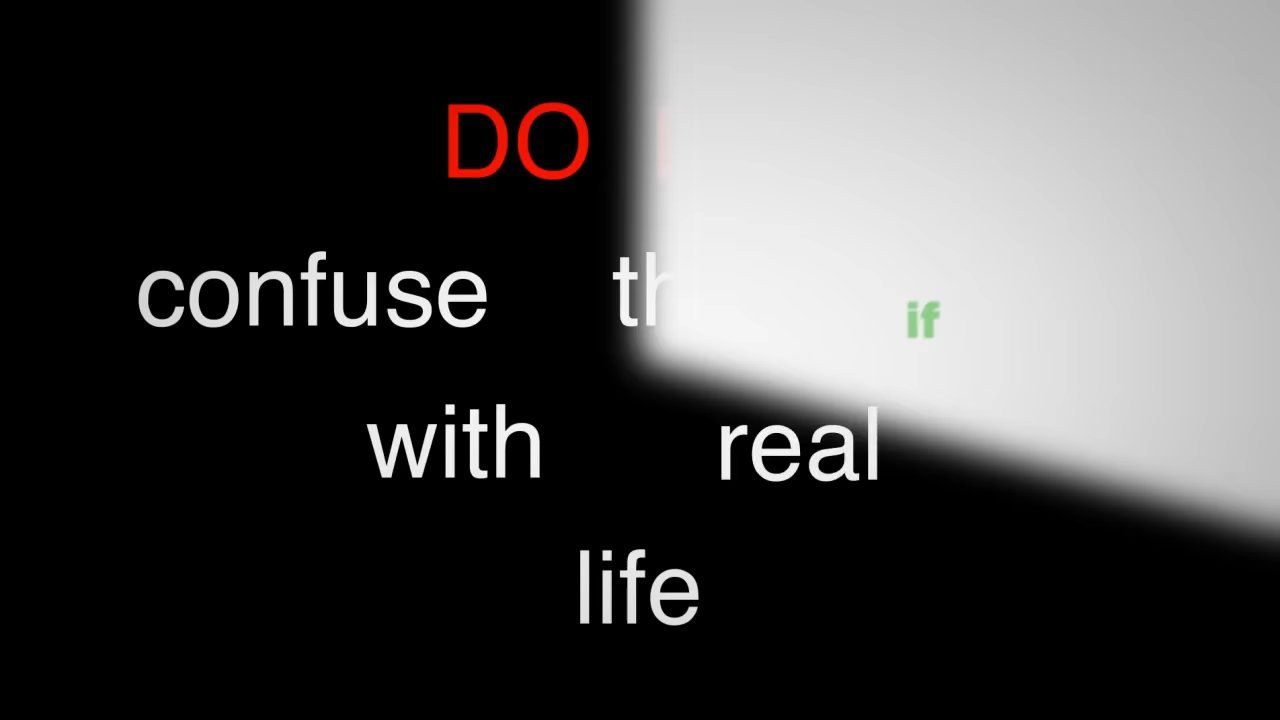 DO
confuse
if
with real
life